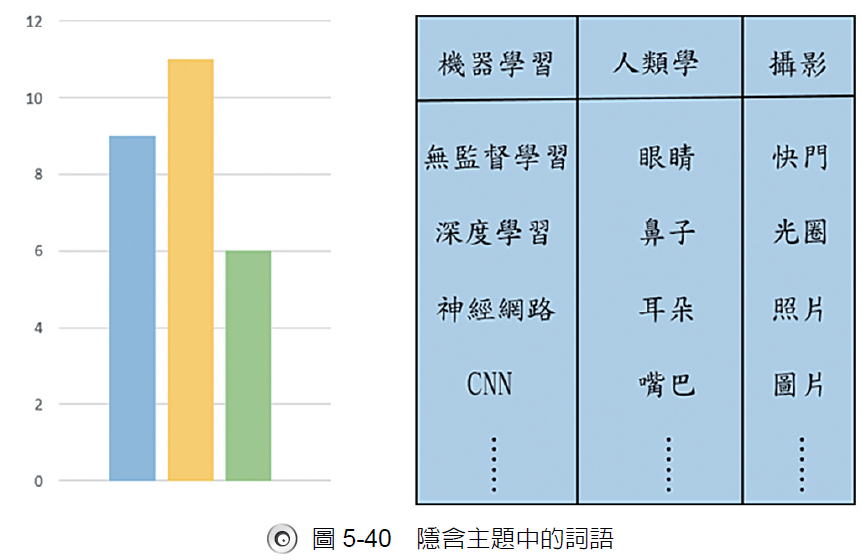 12
10
8
6
4
2
0
機器學習 人類學 攝影
無監督學習 眼睛 快門
深度學習 鼻子 光圈
神經網路 耳朵 照片
CNN 嘴巴 圖片
⋮ ⋮ ⋮
圖 5-40 隱含主題中的詞語